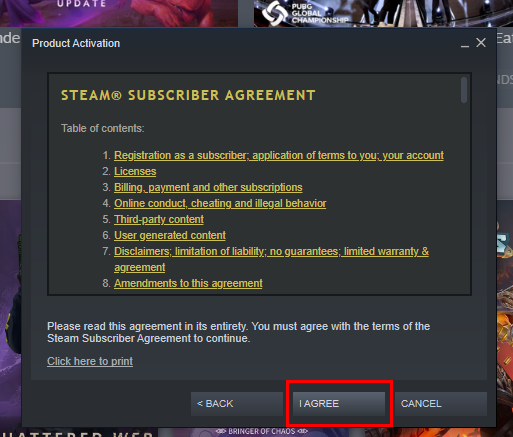 UPDATE
PUBG
GLOBAL
CHAMPIONSHIP
Product Activation
STEAM® SUBSCRIBER AGREEMENT
Table of contents:
1. Registration as a subscriber; application of terms to you; your account
2. Licenses
3. Billing, payment and other subscriptions
4. Online conduct, cheating and illegal behavior
5. Third-party content
6. User generated content
7. Disclaimers; limitation of liability; no guarantees; limited warranty &
agreement
8. Amendments to this agreement
Please read this agreement in its entirety. You must agree with the terms of the
Steam Subscriber Agreement to continue.
Click here to print
< BACK
I AGREE
CANCEL
BRINGER OF CHAOS